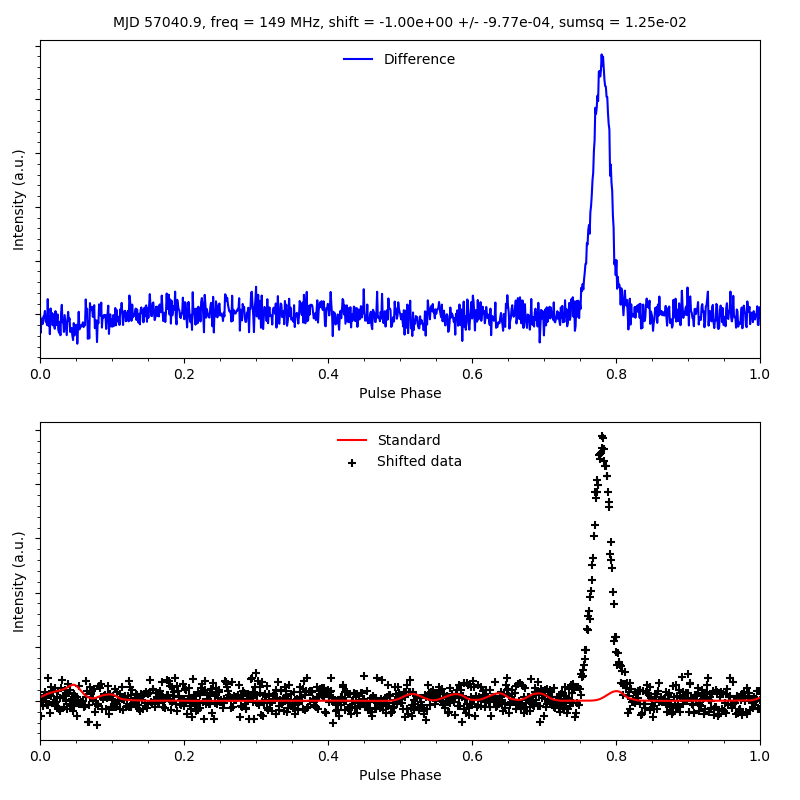 MJD 57040.9, freq = 149 MHz, shift = -1.00e+00 +/- -9.77e-04, sumsq = 1.25e-02
Difference
Intensity (a.u.)
0.0 0.2 0.4 0.6 0.8 1.0
Pulse Phase
Standard
Shifted data
Intensity (a.u.)
0.0 0.2 0.4 0.6 0.8 1.0
Pulse Phase